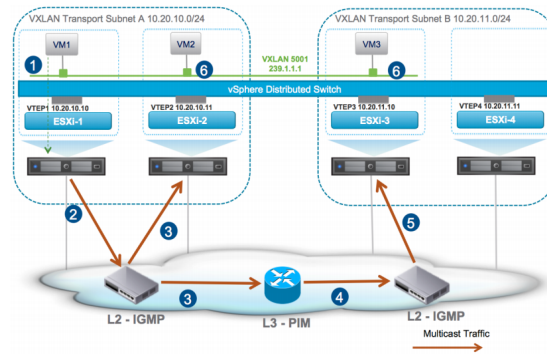 VXLAN Transport Subnet A 10.20.10.0/24
VXLAN Transport Subnet B 10.20.11.0/24
VM1
VM2
VM3
VXLAN 5001
239.1.1.1
1
6
6
vSphere Distributed Switch
VTEP1 10.20.10.10
VTEP2 10.20.10.11
VTEP3 10.20.11.10
VTEP4 10.20.11.11
ESXi-1
ESXi-2
ESXi-3
ESXi-4
2
3
5
3
4
L2 - IGMP
L3 - PIM
L2 - IGMP
Multicast Traffic